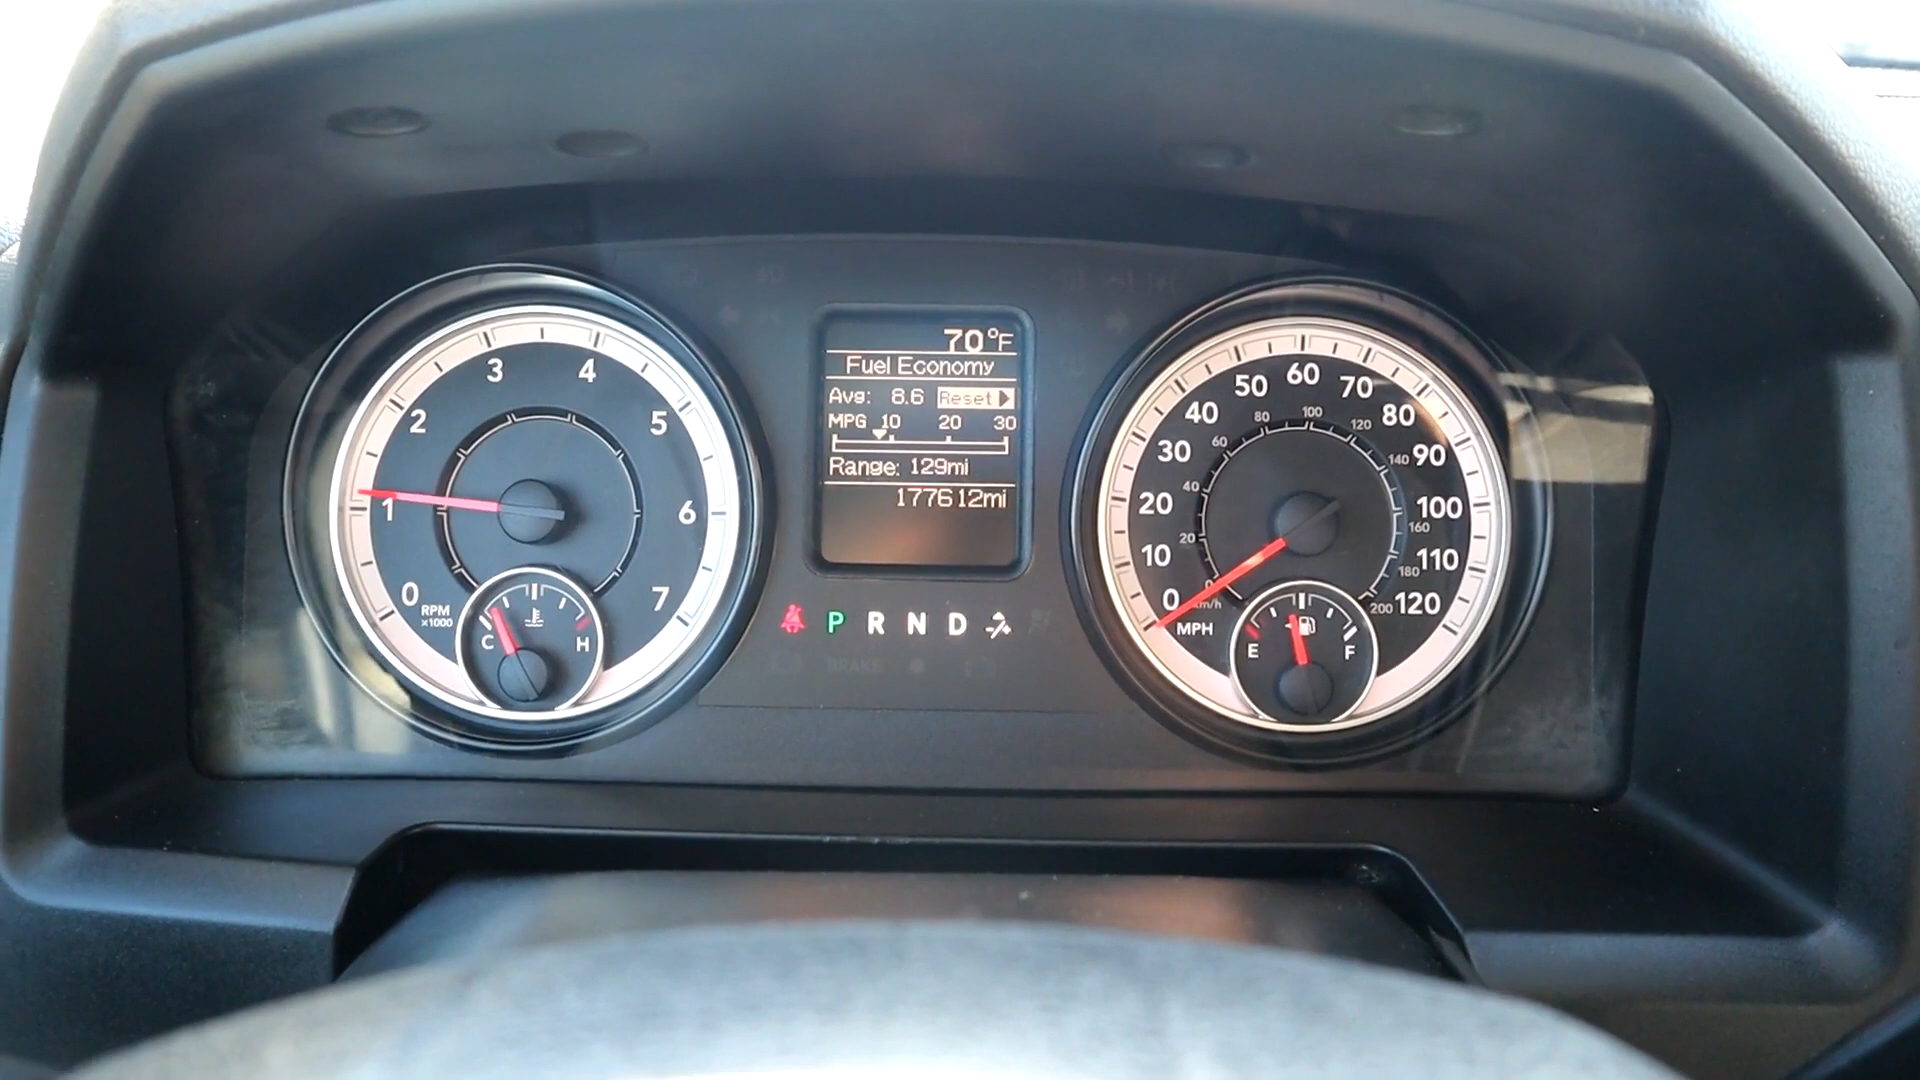 70°F
Fuel Economy
Avg: 8.6 Reset
MPG 10 20 30
Range: 129mi
177612mi
0 1 2 3 4 5 6 7
RPM
x1000
C H
P R N D
0 10 20 30 40 50 60 70 80 90 100 110 120
MPH
0 20 40 60 80 100 120 140 160 180 200
km/h
E F
BRAKE